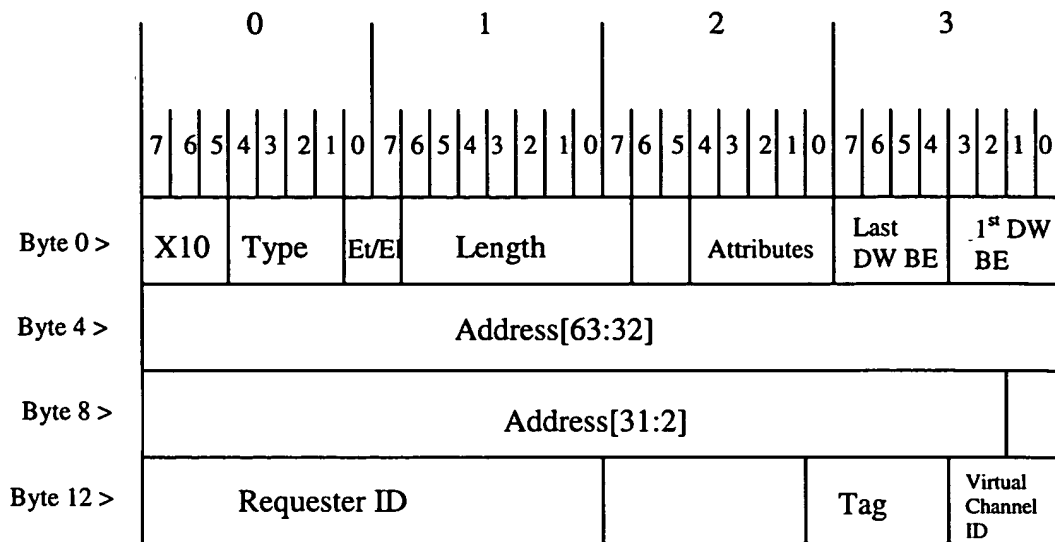 0 1 2 3
7 6 5 4 3 2 1 0 7 6 5 4 3 2 1 0 7 6 5 4 3 2 1 0 7 6 5 4 3 2 1 0
Byte 0 > X10 Type Et/El Length Attributes Last DW BE 1st DW BE
Byte 4 > Address[63:32]
Byte 8 > Address[31:2]
Byte 12 > Requester ID Tag Virtual Channel ID